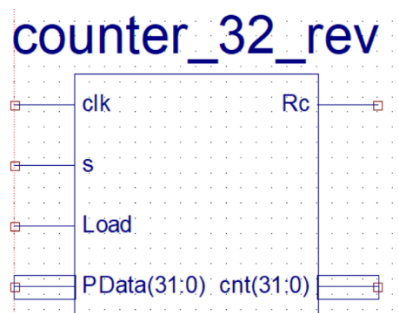 counter_32_rev
clk Rc
s
Load
PData(31:0) cnt(31:0)